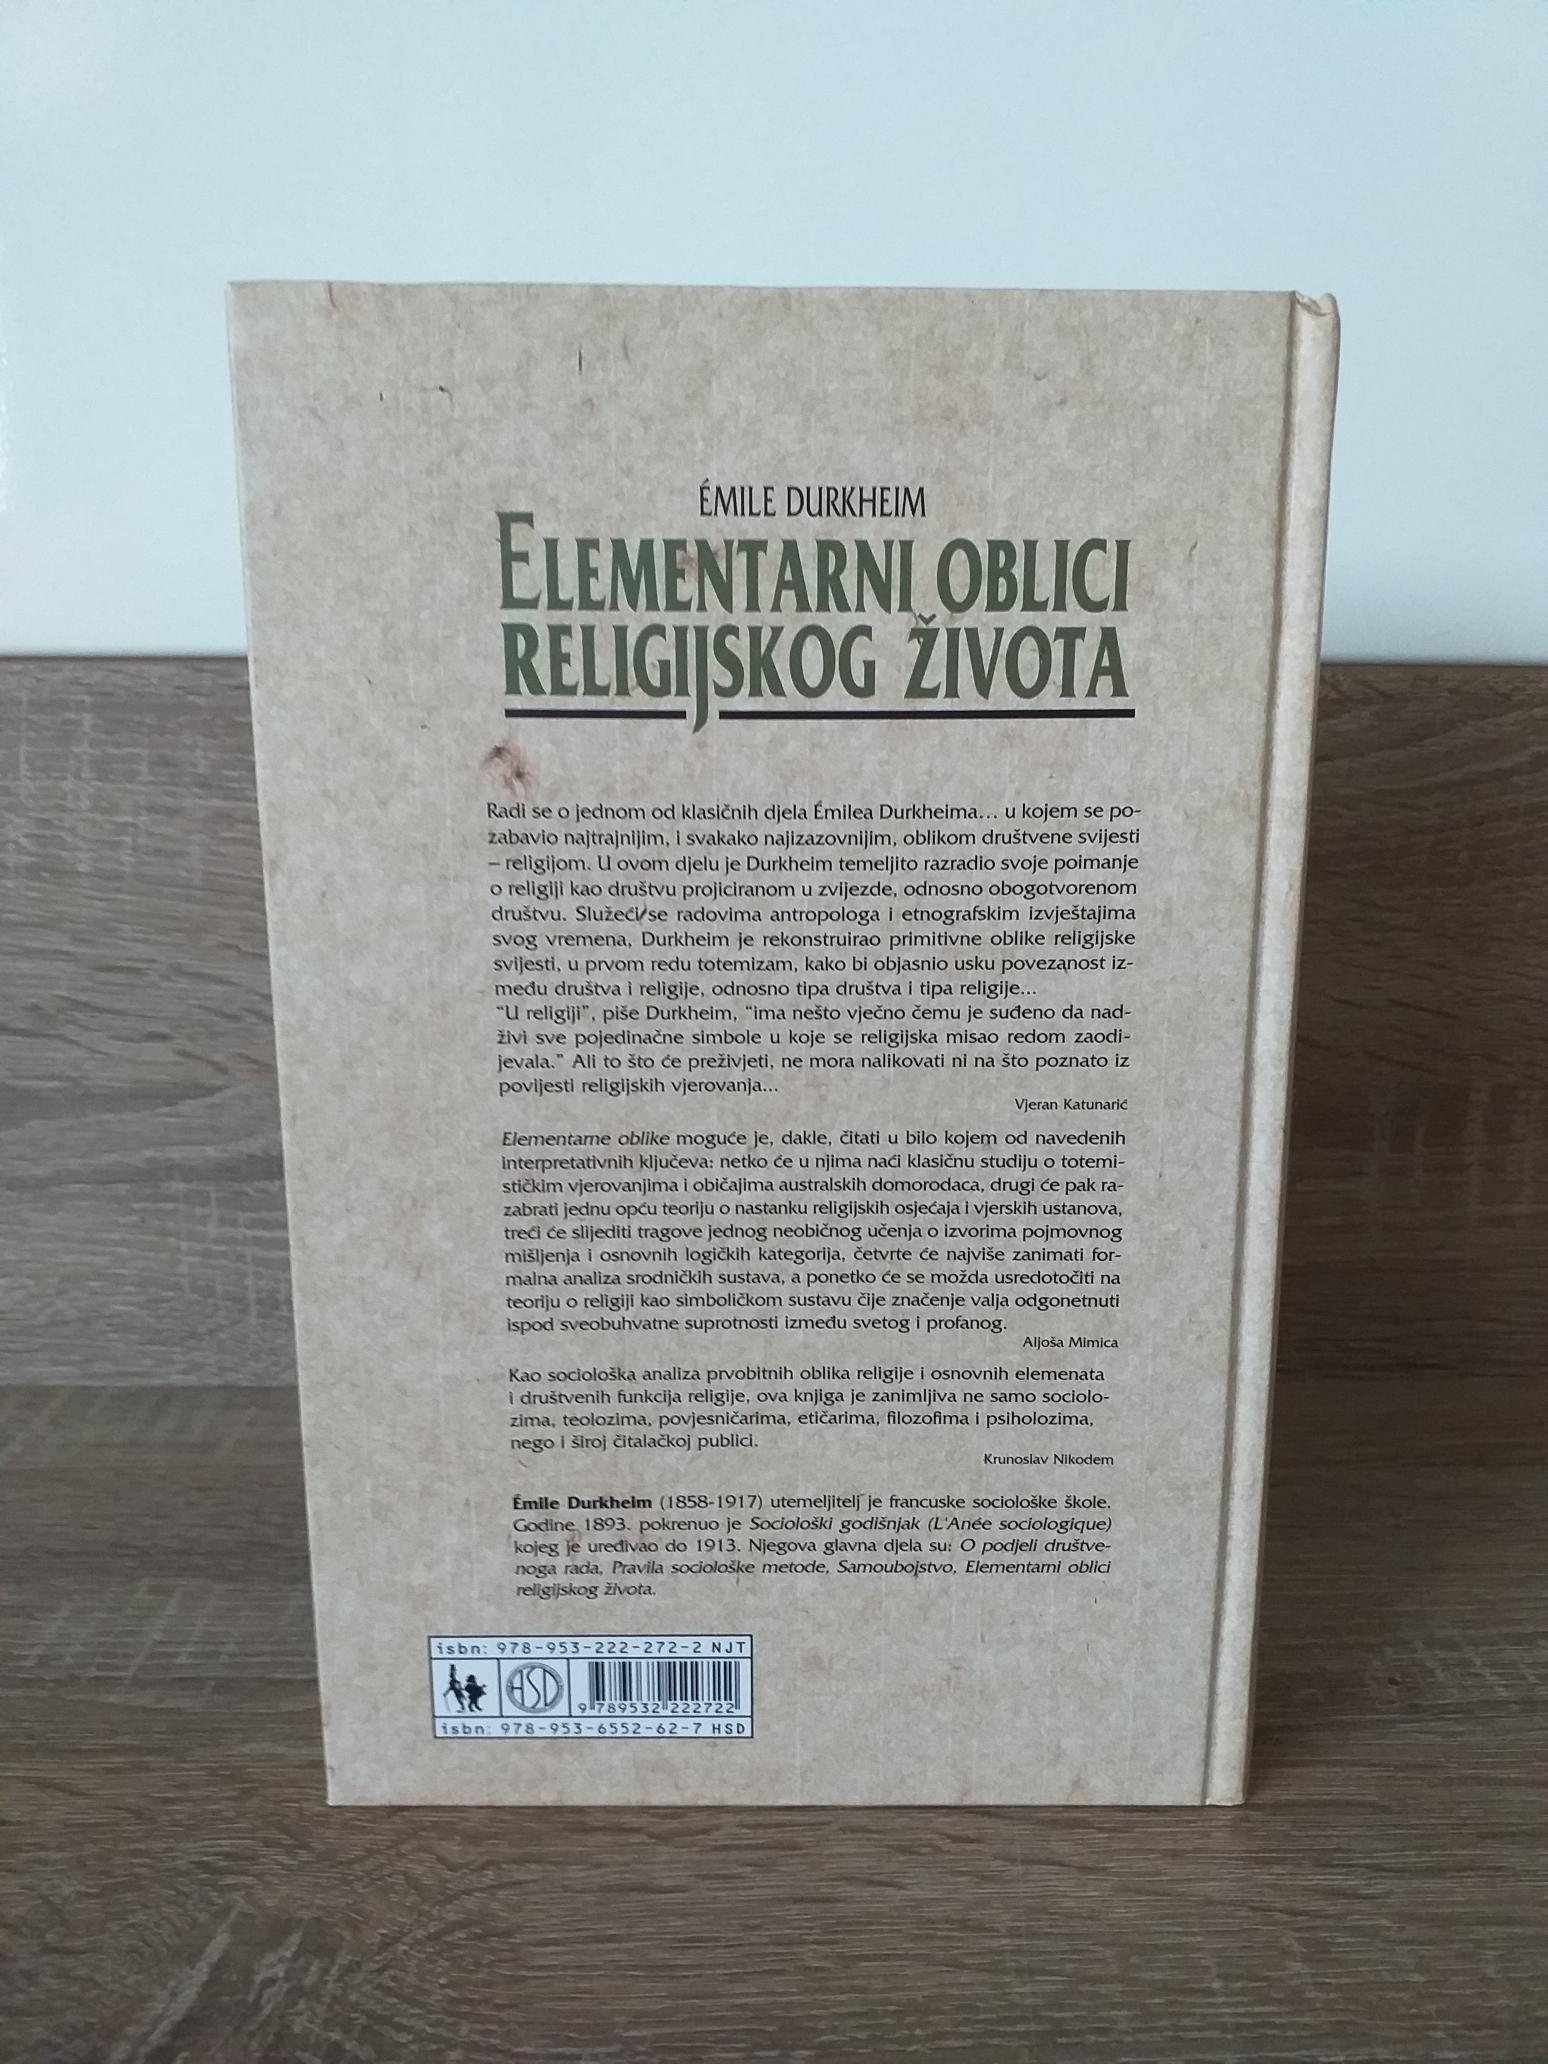 ÉMILE DURKHEIM
ELEMENTARNI OBLICI
RELIGIJSKOG ŽIVOTA
Radi se o jednom od klasičnih djela Émilea Durkheima... u kojem se po-
zabavio najtrajnijim, i svakako najizazovnijim, oblikom društvene svijesti
– religijom. U ovom djelu je Durkheim temeljito razradio svoje poimanje
o religiji kao društvu projiciranom u zvijezde, odnosno obogotvorenom
društvu. Služeći se radovima antropologa i etnografskim izvještajima
svog vremena, Durkheim je rekonstruirao primitivne oblike religijske
svijesti, u prvom redu totemizam, kako bi objasnio usku povezanost iz-
među društva i religije, odnosno tipa društva i tipa religije...
“U religiji”, piše Durkheim, “ima nešto vječno čemu je suđeno da nad-
živi sve pojedinačne simbole u koje se religijska misao redom zaodi-
jevala.” Ali to što će preživjeti, ne mora nalikovati ni na što poznato iz
povijesti religijskih vjerovanja...
Vjeran Katunarić
Elementarne oblike moguće je, dakle, čitati u bilo kojem od navedenih
interpretativnih ključeva: netko će u njima naći klasičnu studiju o totemi-
stičkim vjerovanjima i običajima australskih domorodaca, drugi će pak ra-
zabrati jednu opću teoriju o nastanku religijskih osjećaja i vjerskih ustanova,
treći će slijediti tragove jednog neobičnog učenja o izvorima pojmovnog
mišljenja i osnovnih logičkih kategorija, četvrte će najviše zanimati for-
malna analiza srodničkih sustava, a ponetko će se možda usredotočiti na
teoriju o religiji kao simboličkom sustavu čije značenje valja odgonetnuti
ispod sveobuhvatne suprotnosti između svetog i profanog.
Aljoša Mimica
Kao sociološka analiza prvobitnih oblika religije i osnovnih elemenata
i društvenih funkcija religije, ova knjiga je zanimljiva ne samo sociolo-
zima, teolozima, povjesničarima, etičarima, filozofima i psiholozima,
nego i široj čitalačkoj publici.
Krunoslav Nikodem
Émile Durkheim (1858-1917) utemeljitelj je francuske sociološke škole.
Godine 1893. pokrenuo je Sociološki godišnjak (L'Anée sociologique)
kojeg je uređivao do 1913. Njegova glavna djela su: O podjeli društve-
noga rada, Pravila sociološke metode, Samoubojstvo, Elementarni oblici
religijskog života.
isbn: 978-953-222-272-2 NJT
HSD
9 789532 222722
isbn: 978-953-6552-62-7 HSD